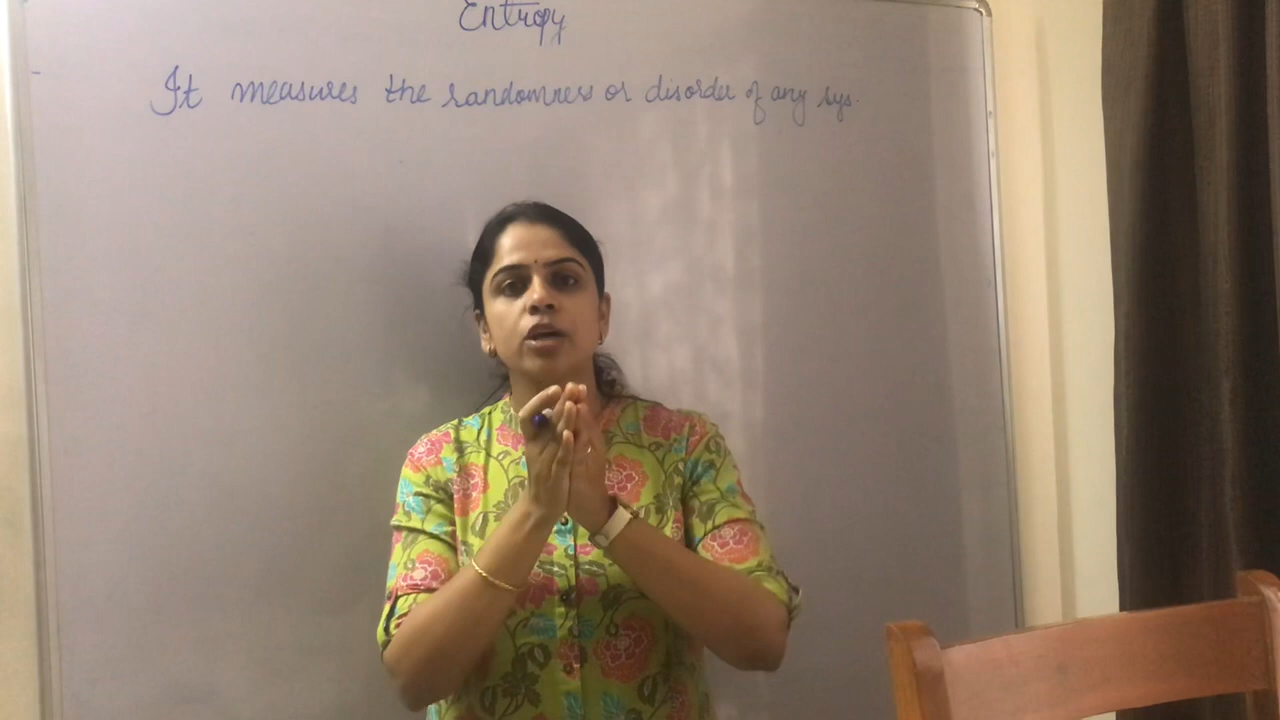 Entropy
It measures the randomness or disorder of any sys.